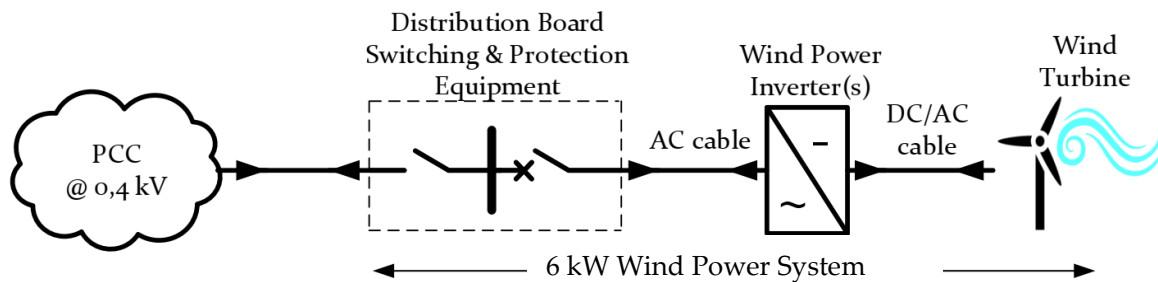 Distribution Board
Switching & Protection
Equipment
Wind Power
Inverter(s)
Wind
Turbine
PCC
@ 0,4 kV
AC cable
DC/AC
cable
-
~
6 kW Wind Power System